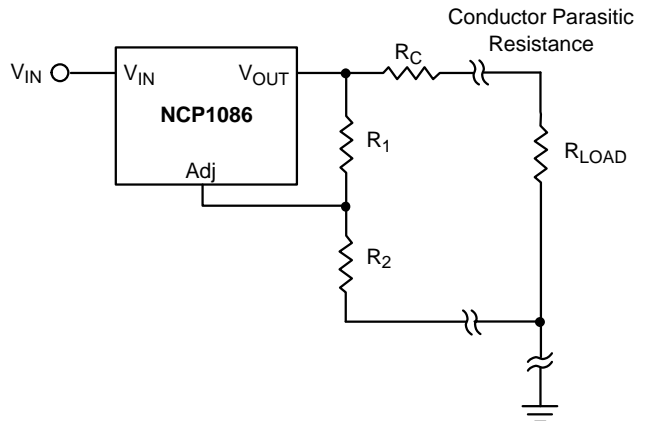 Conductor Parasitic
Resistance
V_IN
V_IN
V_OUT
R_C
NCP1086
R_1
R_LOAD
Adj
R_2